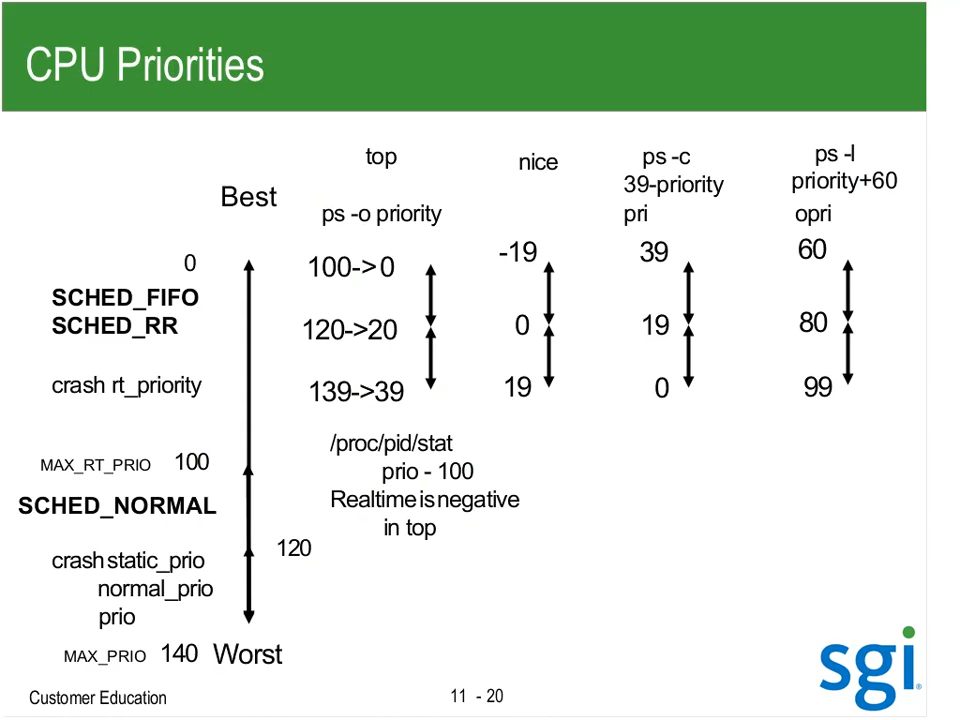 CPU Priorities
top
nice
ps -c
ps -l
39-priority
priority+60
Best
ps -o priority
pri
opri
0
100->0
-19
39
60
SCHED_FIFO
SCHED_RR
120->20
0
19
80
crash rt_priority
139->39
19
0
99
/proc/pid/stat
prio - 100
Realtime is negative
in top
MAX_RT_PRIO 100
SCHED_NORMAL
120
crash static_prio
normal_prio
prio
MAX_PRIO 140 Worst
sgi®
Customer Education
11 - 20